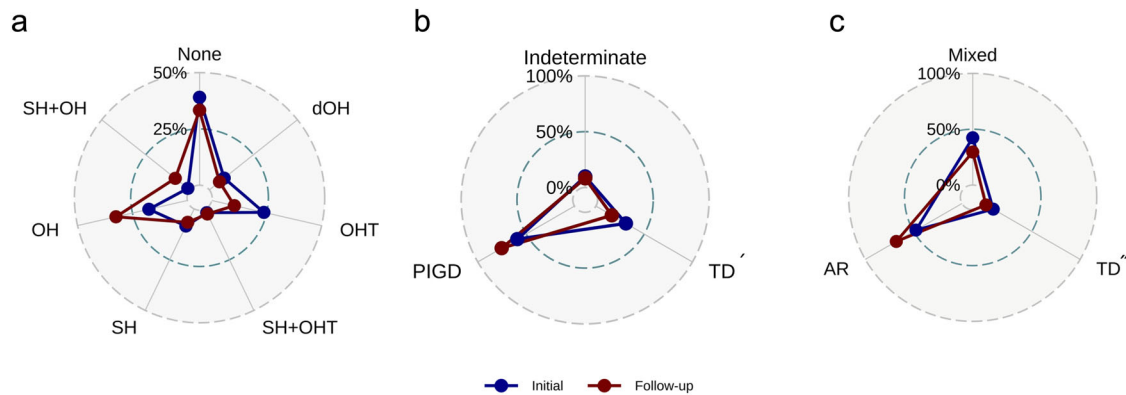 a
b
c
None
50%
25%
SH+OH
dOH
OH
OHT
SH
SH+OHT
Indeterminate
100%
50%
0%
PIGD
TD´
Mixed
100%
50%
0%
AR
TD˝
Initial
Follow-up